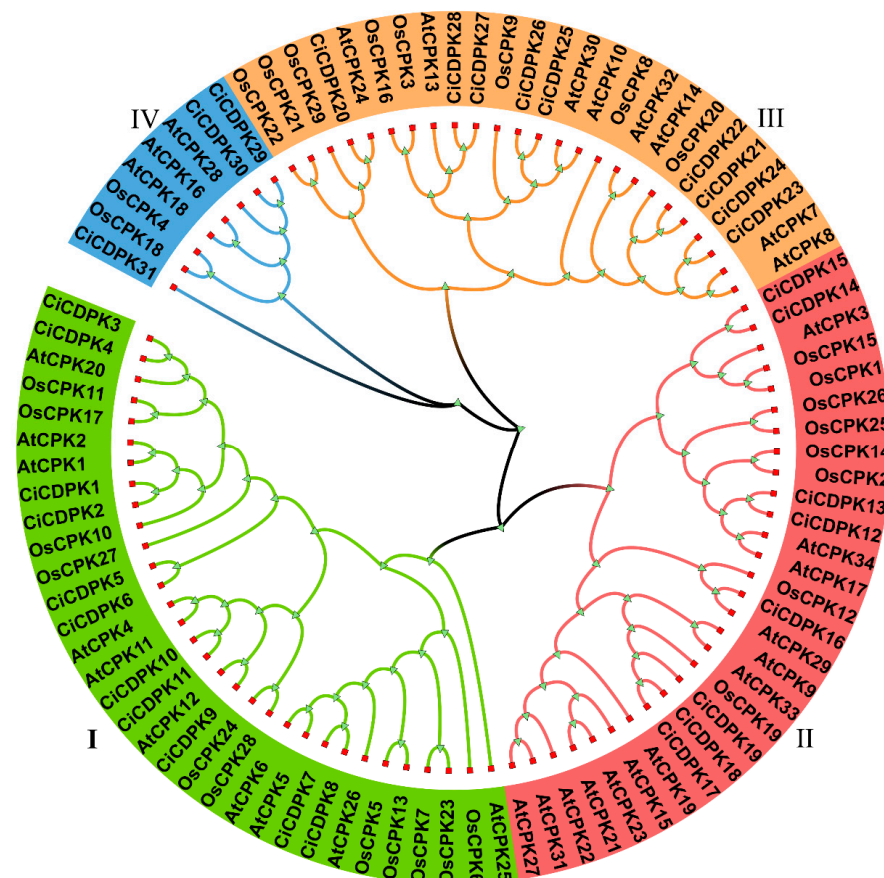 IV
CiCDPK31
OsCPK18
OsCPK4
AtCPK18
AtCPK16
AtCPK28
CiCDPK30
CiCDPK29
III
OsCPK22
OsCPK21
OsCPK29
CiCDPK20
AtCPK24
OsCPK16
OsCPK3
AtCPK13
CiCDPK28
CiCDPK27
OsCPK9
CiCDPK26
CiCDPK25
AtCPK30
AtCPK10
OsCPK8
AtCPK32
AtCPK14
OsCPK20
CiCDPK22
CiCDPK21
CiCDPK24
CiCDPK23
AtCPK7
AtCPK8
II
CiCDPK15
CiCDPK14
AtCPK3
OsCPK15
OsCPK1
OsCPK26
OsCPK25
OsCPK14
OsCPK2
CiCDPK13
CiCDPK12
AtCPK34
AtCPK17
OsCPK12
CiCDPK16
AtCPK29
AtCPK9
AtCPK33
OsCPK19
CiCDPK19
CiCDPK18
CiCDPK17
AtCPK19
AtCPK15
AtCPK23
AtCPK21
AtCPK22
AtCPK31
AtCPK27
I
AtCPK25
OsCPK6
OsCPK23
OsCPK7
OsCPK13
OsCPK5
AtCPK26
CiCDPK8
CiCDPK7
AtCPK5
AtCPK6
OsCPK28
OsCPK24
CiCDPK9
AtCPK12
CiCDPK11
CiCDPK10
AtCPK11
AtCPK4
CiCDPK6
CiCDPK5
OsCPK27
OsCPK10
CiCDPK2
CiCDPK1
AtCPK1
AtCPK2
OsCPK17
OsCPK11
AtCPK20
CiCDPK4
CiCDPK3